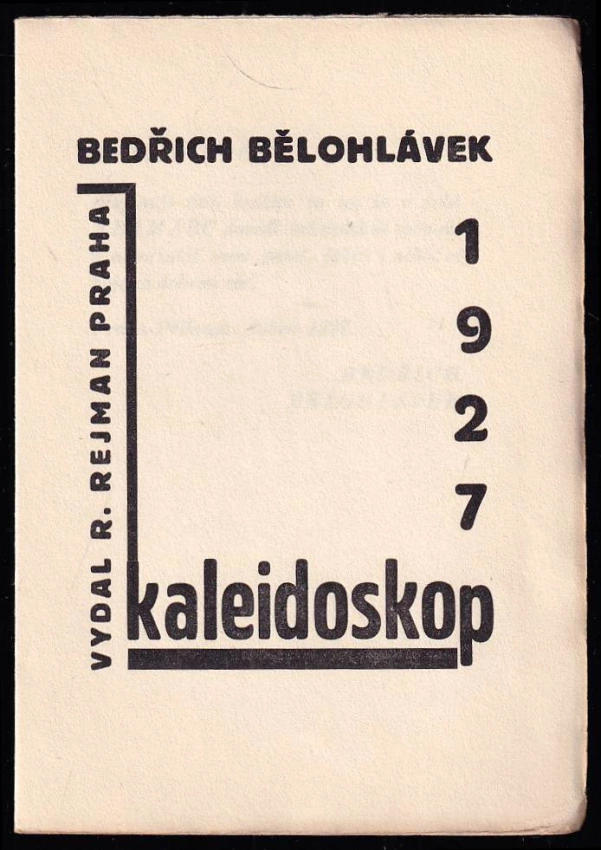 BEDŘICH BĚLOHLÁVEK
VYDAL R. REJMAN PRAHA
1
9
2
7
kaleidoskop